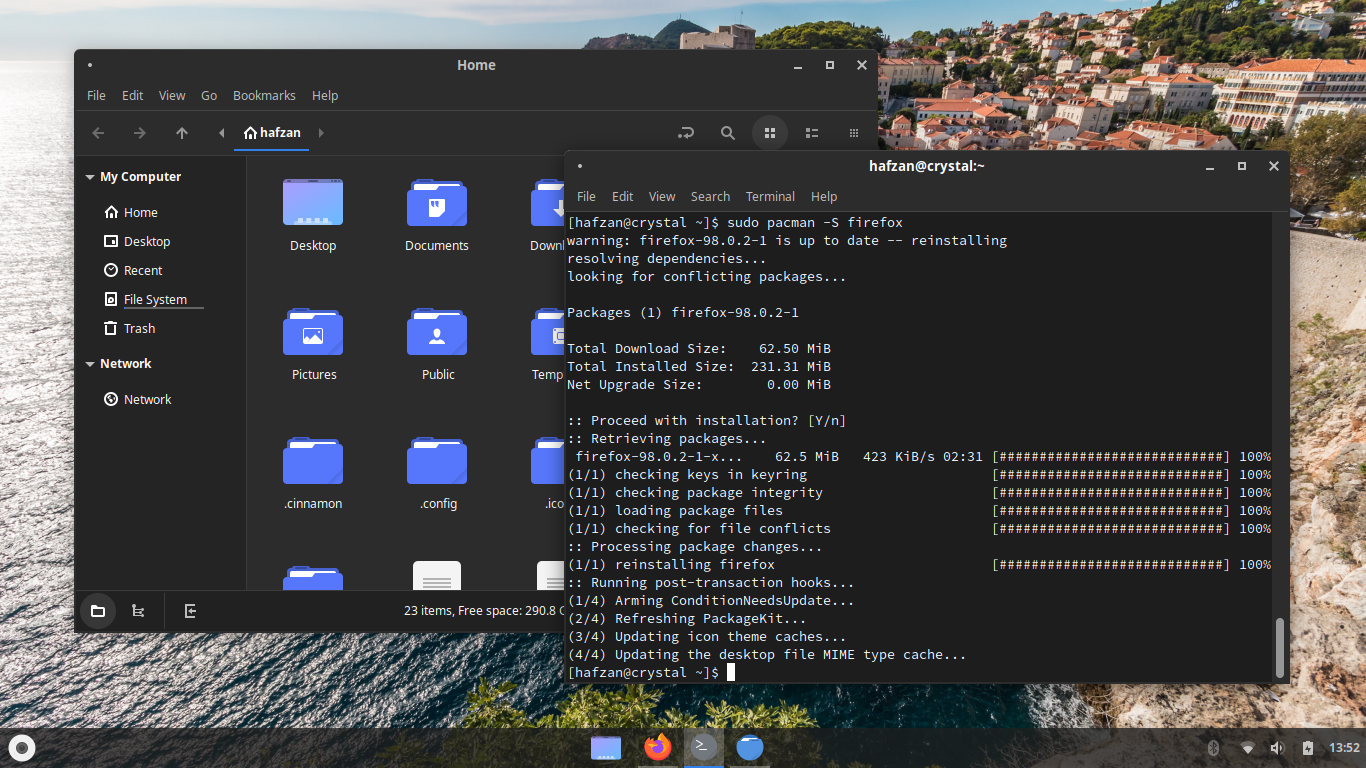 Home
File Edit View Go Bookmarks Help
hafzan
My Computer
Home
Desktop
Recent
File System
Trash
Network
Network
Desktop
Documents
Pictures
Public
.cinnamon
.config
23 items, Free space: 290.8
hafzan@crystal:~
File Edit View Search Terminal Help
[hafzan@crystal ~]$ sudo pacman -S firefox
warning: firefox-98.0.2-1 is up to date -- reinstalling
resolving dependencies...
looking for conflicting packages...
Packages (1) firefox-98.0.2-1
Total Download Size:    62.50 MiB
Total Installed Size:  231.31 MiB
Net Upgrade Size:        0.00 MiB
:: Proceed with installation? [Y/n]
:: Retrieving packages...
firefox-98.0.2-1-x...    62.5 MiB   423 KiB/s 02:31 [############################] 100%
(1/1) checking keys in keyring                       [############################] 100%
(1/1) checking package integrity                     [############################] 100%
(1/1) loading package files                          [############################] 100%
(1/1) checking for file conflicts                    [############################] 100%
:: Processing package changes...
(1/1) reinstalling firefox                           [############################] 100%
:: Running post-transaction hooks...
(1/4) Arming ConditionNeedsUpdate...
(2/4) Refreshing PackageKit...
(3/4) Updating icon theme caches...
(4/4) Updating the desktop file MIME type cache...
[hafzan@crystal ~]$
13:52